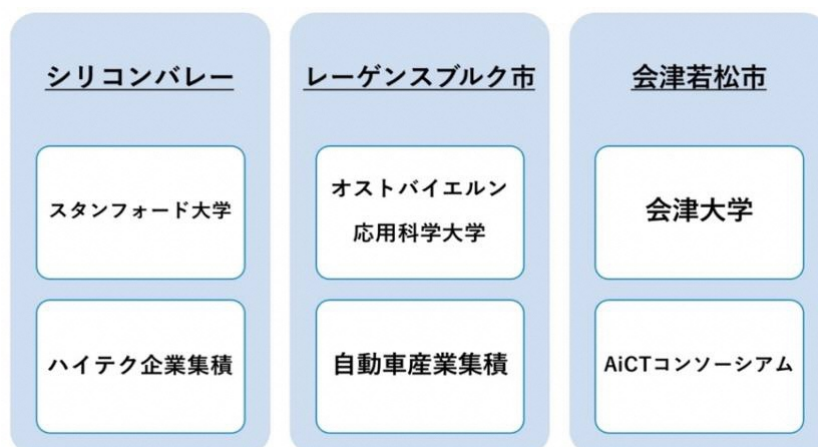 シリコンバレー
スタンフォード大学
ハイテク企業集積
レーゲンスブルク市
オストバイエルン
応用科学大学
自動車産業集積
会津若松市
会津大学
AiCTコンソーシアム